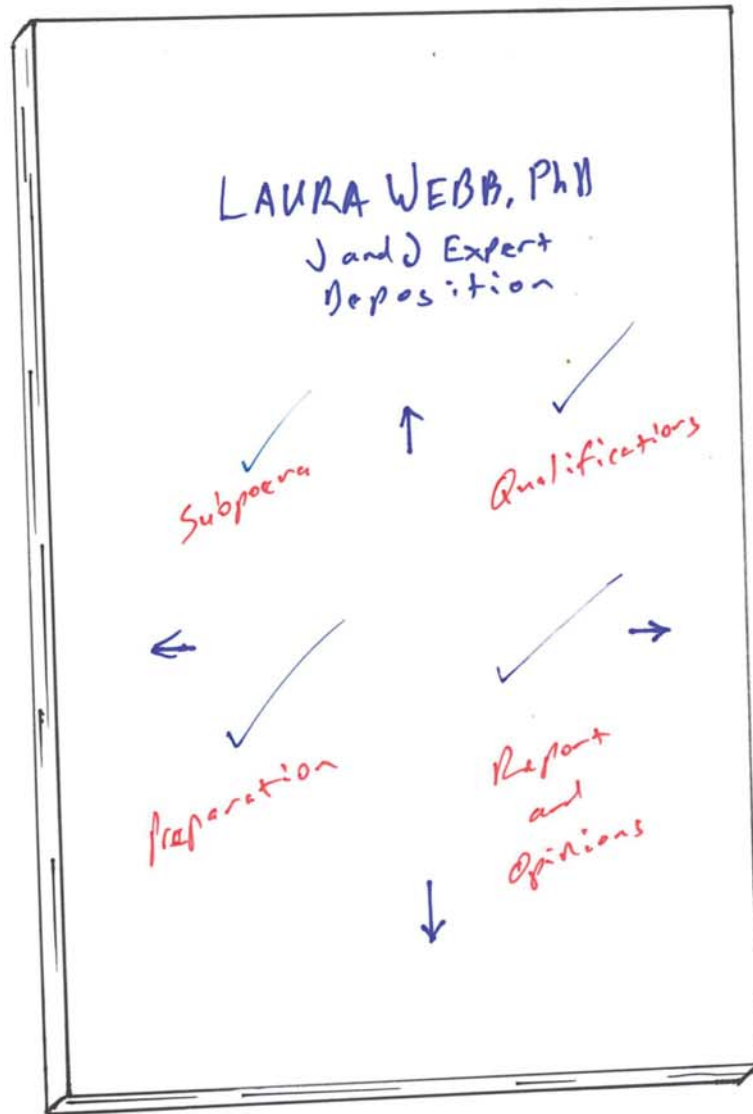 LAURA WEBB, PhD
J and J Expert
Deposition
Subpoena
Qualifications
Preparation
Report
and
Opinions